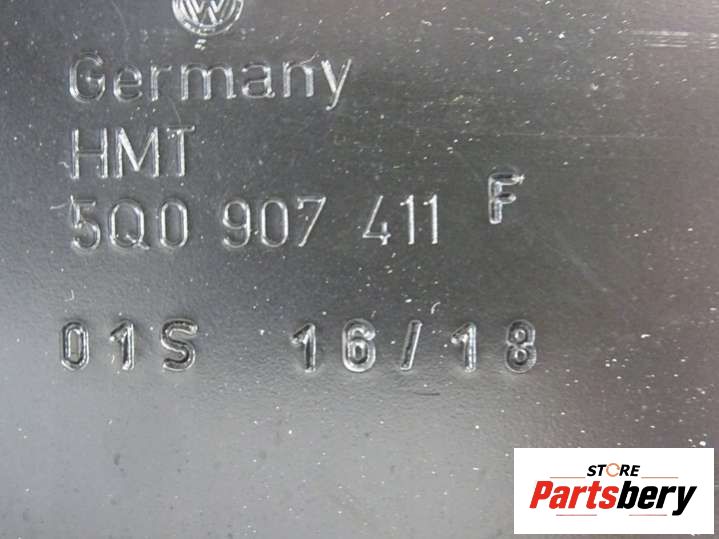 Germany
HMT
5Q0 907 411 F
01S 16/18
STORE
Partsbery